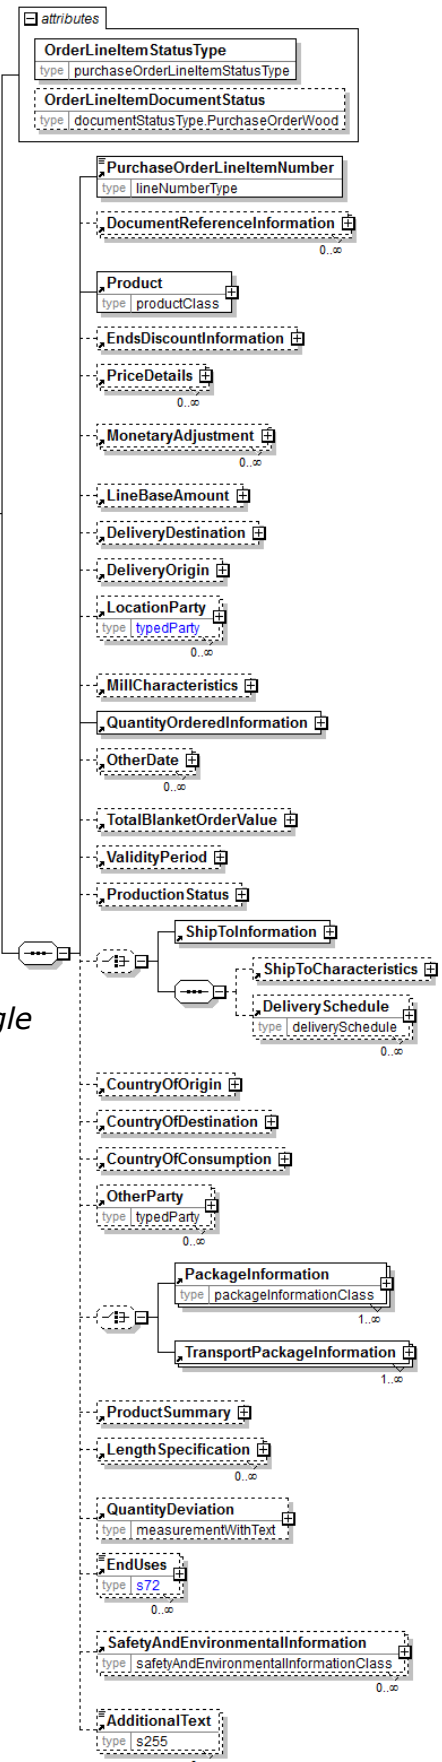 attributes
OrderLineItemStatusType
type purchaseOrderLineItemStatusType
OrderLineItemDocumentStatus
type documentStatusType.PurchaseOrderWood
PurchaseOrderLineItemNumber
type lineNumberType
DocumentReferenceInformation
0..∞
Product
type productClass
EndsDiscountInformation
PriceDetails
0..∞
MonetaryAdjustment
0..∞
LineBaseAmount
DeliveryDestination
DeliveryOrigin
LocationParty
type typedParty
0..∞
MillCharacteristics
QuantityOrderedInformation
OtherDate
0..∞
TotalBlanketOrderValue
ValidityPeriod
ProductionStatus
ShipToInformation
ShipToCharacteristics
DeliverySchedule
type deliverySchedule
0..∞
gle
CountryOfOrigin
CountryOfDestination
CountryOfConsumption
OtherParty
type typedParty
0..∞
PackageInformation
type packageInformationClass
1..∞
TransportPackageInformation
1..∞
ProductSummary
LengthSpecification
0..∞
QuantityDeviation
type measurementWithText
EndUses
type s72
0..∞
SafetyAndEnvironmentalInformation
type safetyAndEnvironmentalInformationClass
0..∞
AdditionalText
type s255